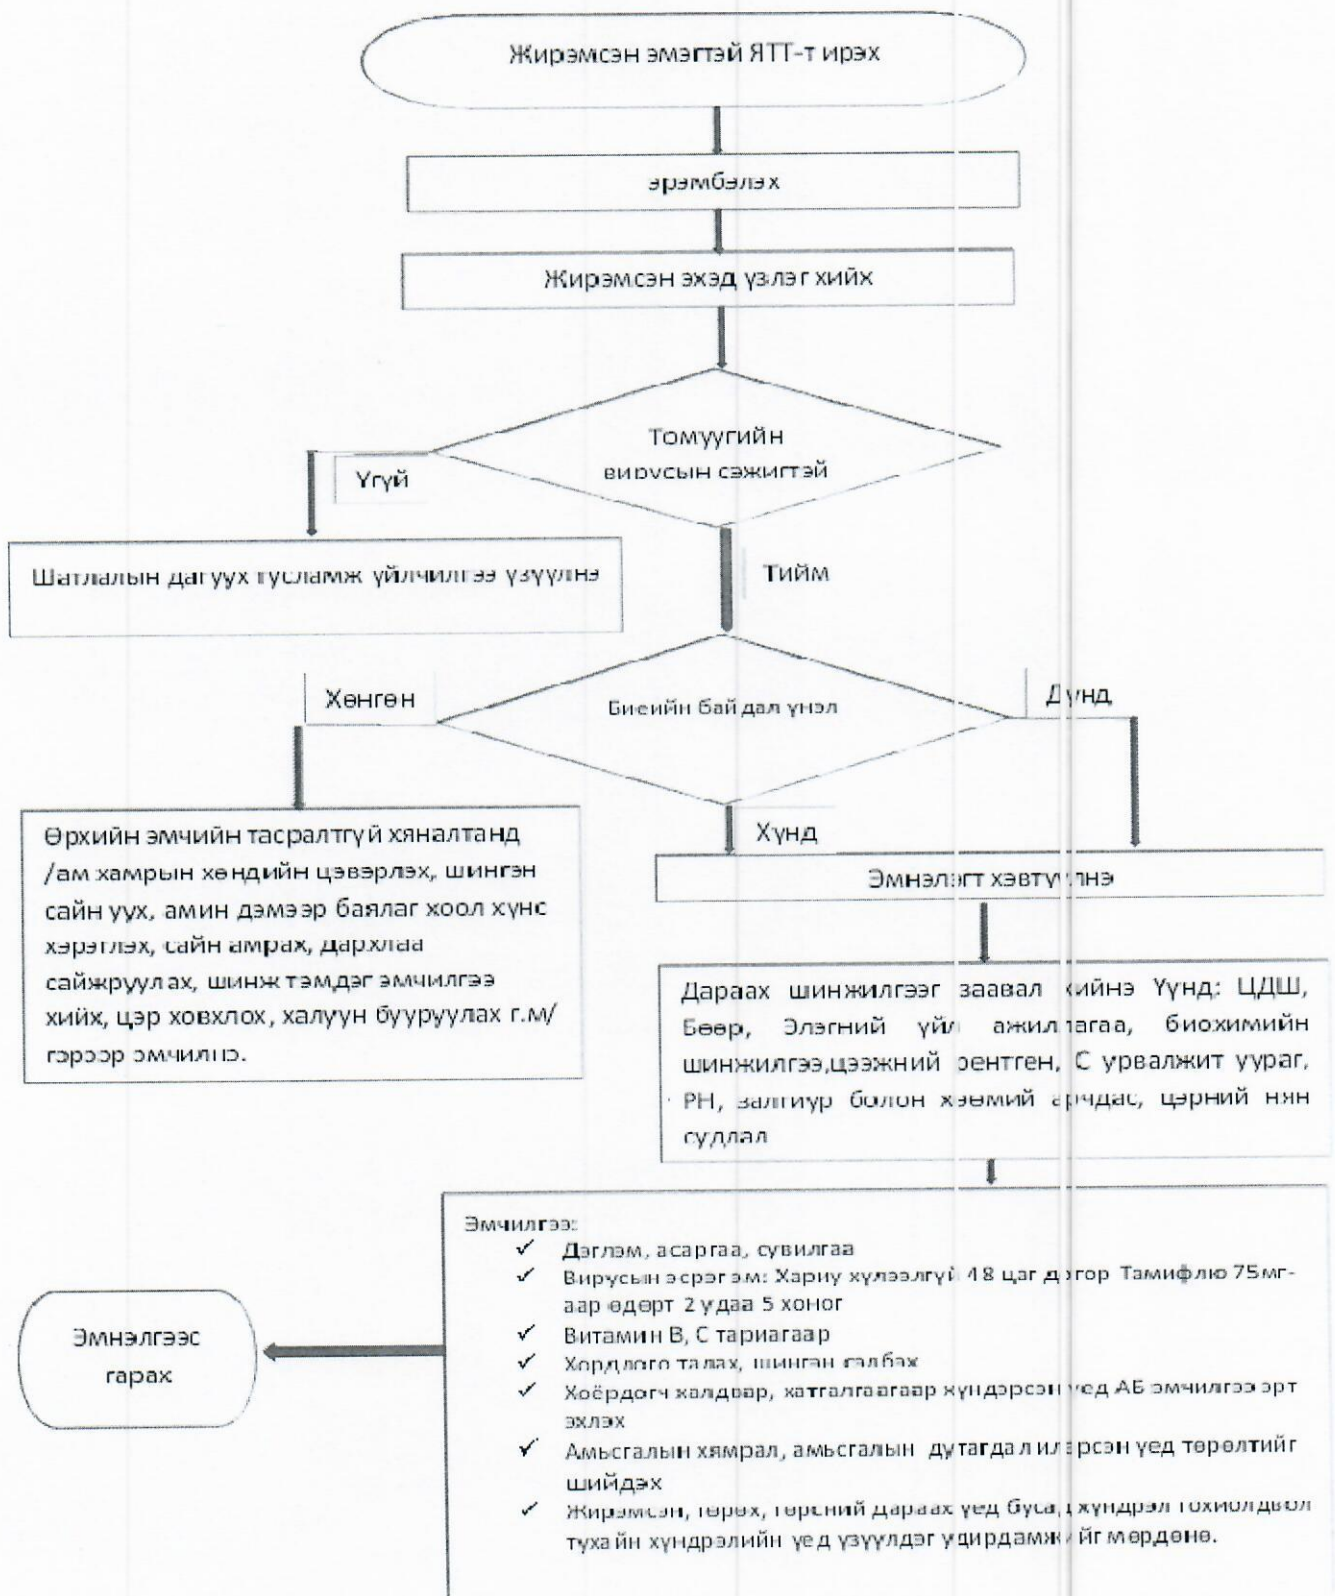 Жирэмсэн эмэгтэй ЯТТ-т ирэх
эрэмбэлэх
Жирэмсэн эхэд үзлэг хийх
Томуугийн
вирусын сэжигтэй
Үгүй
Шатлалын дагуух тусламж үйлчилгээ үзүүлнэ
Тийм
Хөнгөн
Биеийн байдал үнэл
Дунд
Хүнд
Өрхийн эмчийн тасралтгүй хяналтанд
/ам хамрын хөндийн цэвэрлэх, шингэн
сайн уух, амин дэмээр баялаг хоол хүнс
хэрэглэх, сайн амрах, дархлаа
сайжруулах, шинж тэмдэг эмчилгээ
хийх, цэр ховхлох, халуун бууруулах г.м/
гэрээр эмчилнэ.
Эмнэлэгт хэвтүүлнэ
Дараах шинжилгээг заавал хийнэ Үүнд: ЦДШ,
Бөөр, Элэгний үйл ажиллагаа, биохимийн
шинжилгээ,цээжний рентген, С урвалжит уураг,
PH, залгиур болон хөөмий арчдас, цэрний нян
судлал
Эмчилгээ:
✓ Дэглэм, асаргаа, сувилгаа
✓ Вирусын эсрэг эм: Хариу хүлээлгүй 48 цаг дотор Тамифлю 75мг-
аар өдөрт 2 удаа 5 хоног
✓ Витамин В, С тариагаар
✓ Хордлого тайлах, шингэн сэлбэх
✓ Хоёрдогч халдвар, хатгалгаагаар хүндэрсэн үед АБ эмчилгээ эрт
эхлэх
✓ Амьсгалын хямрал, амьсгалын дутагдал илэрсэн үед төрөлтийг
шийдэх
✓ Жирэмсэн, төрөх, төрсний дараах үед бусад хүндрэл тохиолдвол
тухайн хүндрэлийн үед үзүүлдэг удирдамжийг мөрдөнө.
Эмнэлгээс
гарах